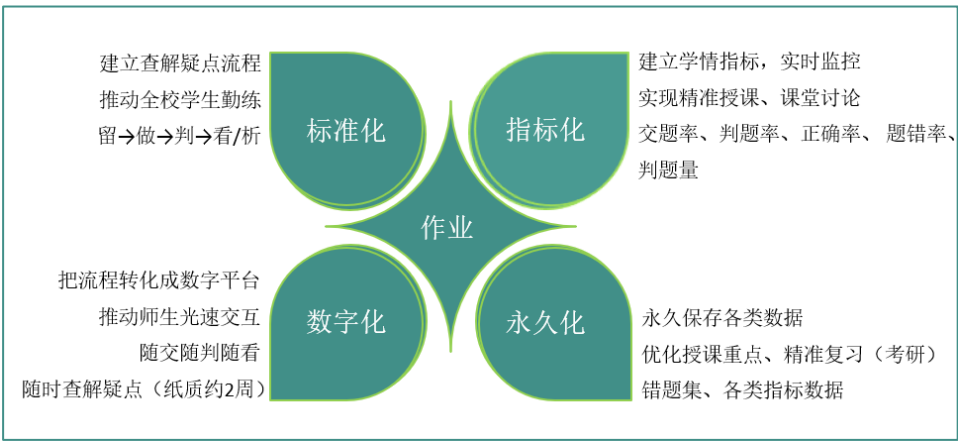 建立查解疑点流程
推动全校学生勤练
留→做→判→看/析
标准化
指标化
建立学情指标，实时监控
实现精准授课、课堂讨论
交题率、判题率、正确率、 题错率、
判题量
作业
把流程转化成数字平台
推动师生光速交互
随交随判随看
随时查解疑点（纸质约2周）
数字化
永久化
永久保存各类数据
优化授课重点、精准复习（考研）
错题集、各类指标数据